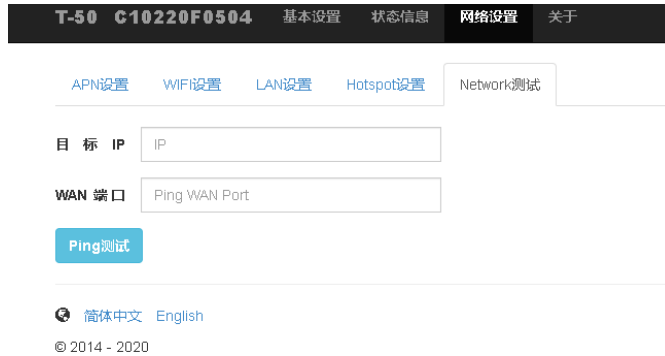 T-50 C10220F0504 基本设置 状态信息 网络设置 关于
APN设置 WIFI设置 LAN设置 Hotspot设置 Network测试
目 标 IP IP
WAN 端口 Ping WAN Port
Ping测试
简体中文 English
© 2014 - 2020